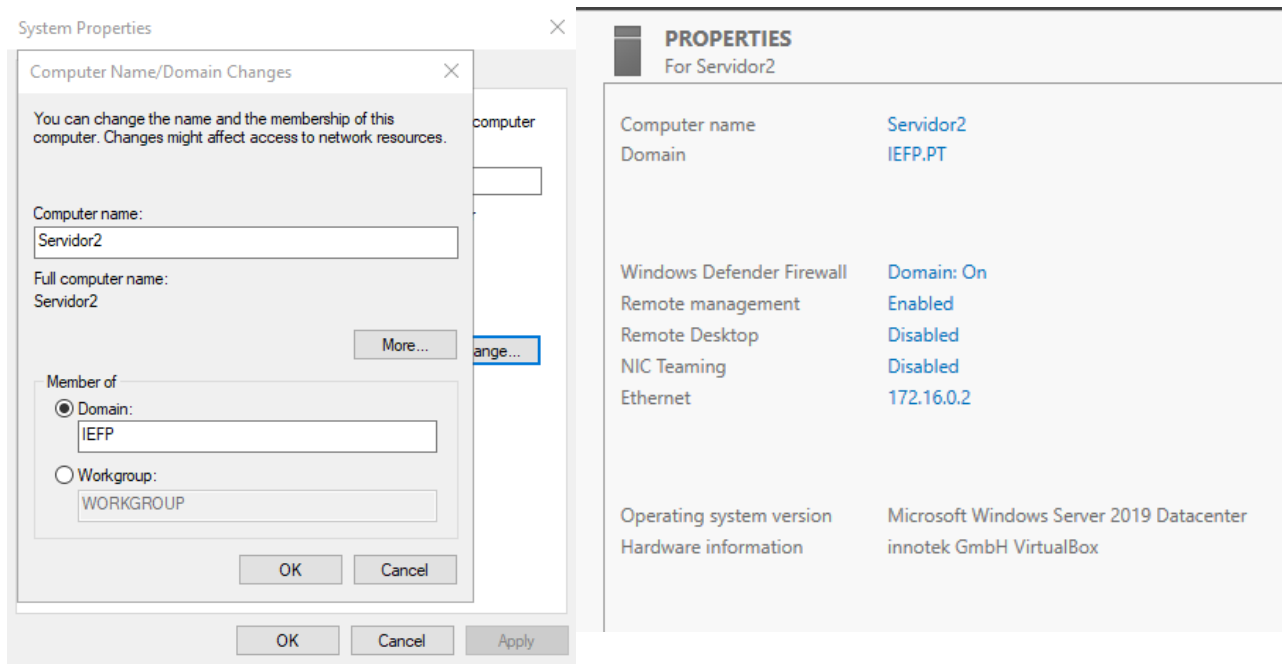 System Properties
Computer Name/Domain Changes
You can change the name and the membership of this
computer. Changes might affect access to network resources.
computer
Computer name:
Servidor2
Full computer name:
Servidor2
More...
ange...
Member of
Domain:
IEFP
Workgroup:
WORKGROUP
OK Cancel
OK Cancel Apply
PROPERTIES
For Servidor2
Computer name Servidor2
Domain IEFP.PT
Windows Defender Firewall Domain: On
Remote management Enabled
Remote Desktop Disabled
NIC Teaming Disabled
Ethernet 172.16.0.2
Operating system version Microsoft Windows Server 2019 Datacenter
Hardware information innotek GmbH VirtualBox